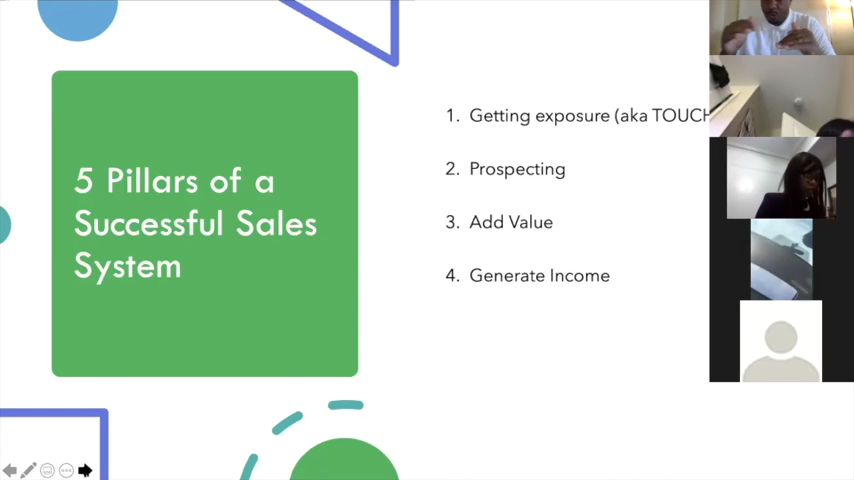 5 Pillars of a
Successful Sales
System
1. Getting exposure (aka TOUCH
2. Prospecting
3. Add Value
4. Generate Income